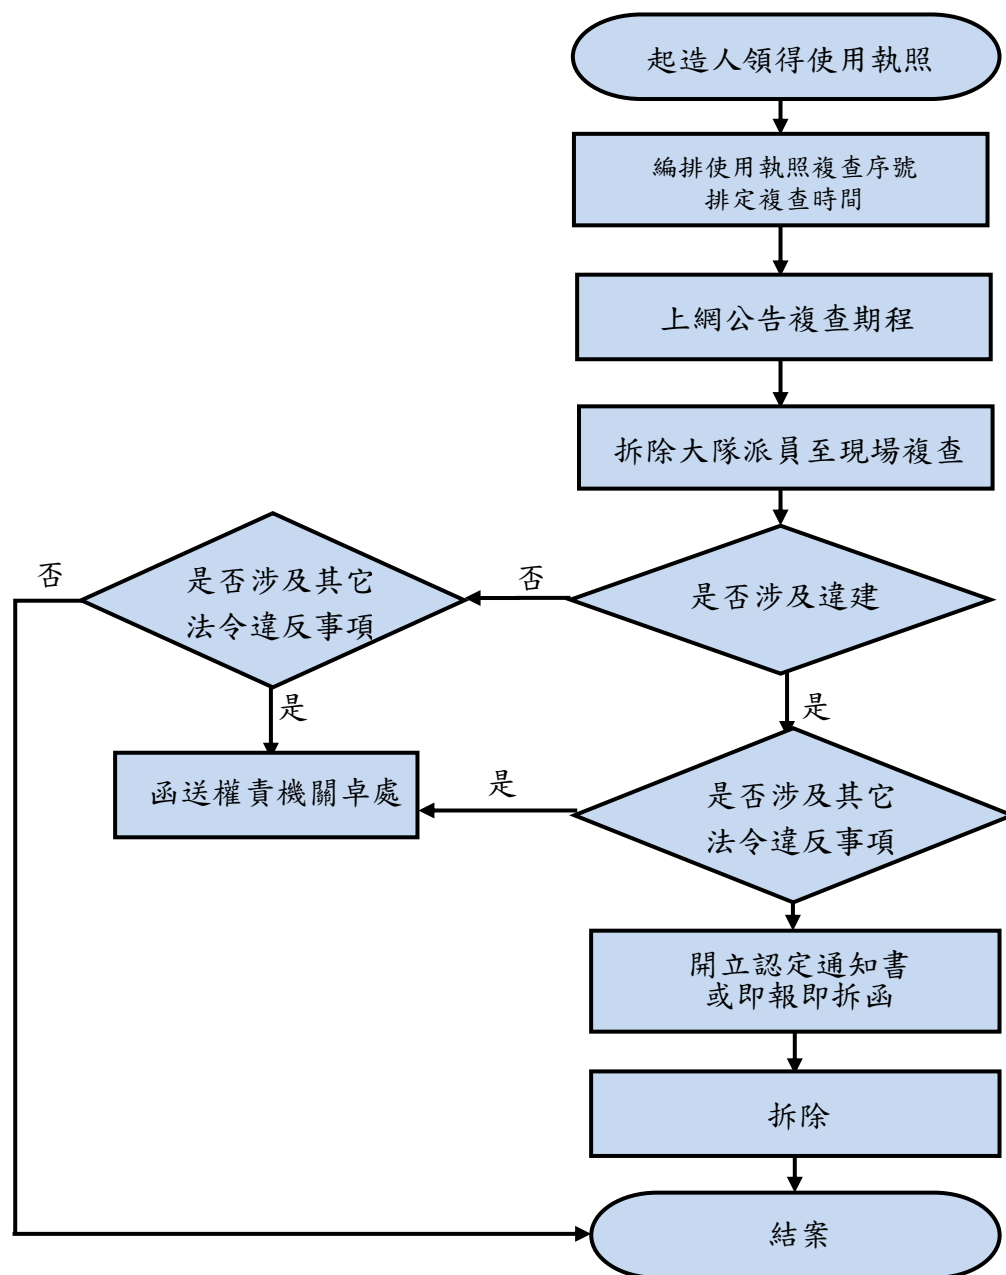 起造人領得使用執照
編排使用執照複查序號
排定複查時間
上網公告複查期程
拆除大隊派員至現場複查
是否涉及違建
否
是否涉及其它
法令違反事項
否
是
是
函送權責機關卓處
是
是否涉及其它
法令違反事項
開立認定通知書
或即報即拆函
拆除
結案